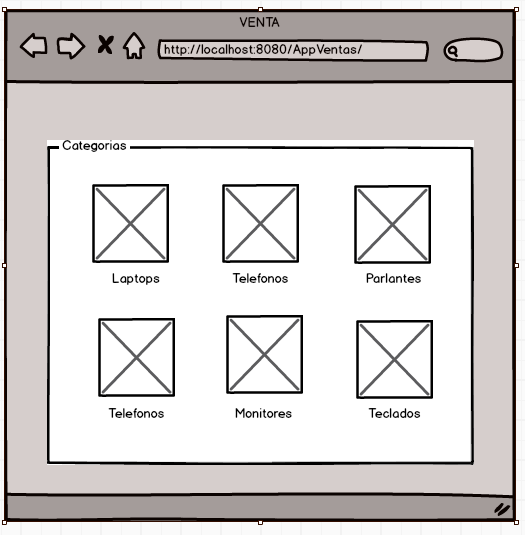 VENTA
http://localhost:8080/AppVentas/
Categorias
Laptops Telefonos Parlantes
Telefonos Monitores Teclados